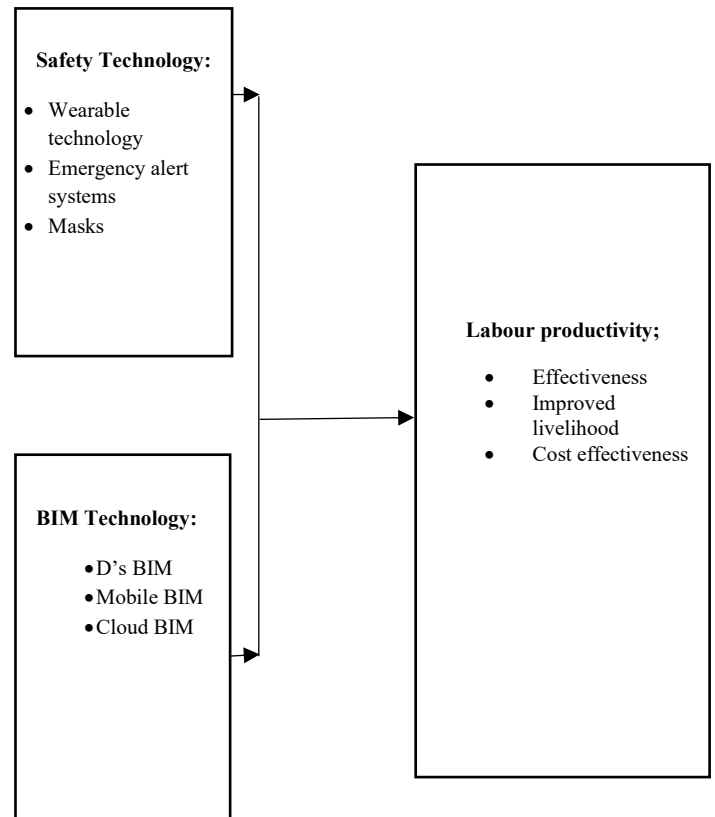 Safety Technology:
• Wearable
technology
• Emergency alert
systems
• Masks
Labour productivity;
• Effectiveness
• Improved
livelihood
• Cost effectiveness
BIM Technology:
•D’s BIM
•Mobile BIM
•Cloud BIM